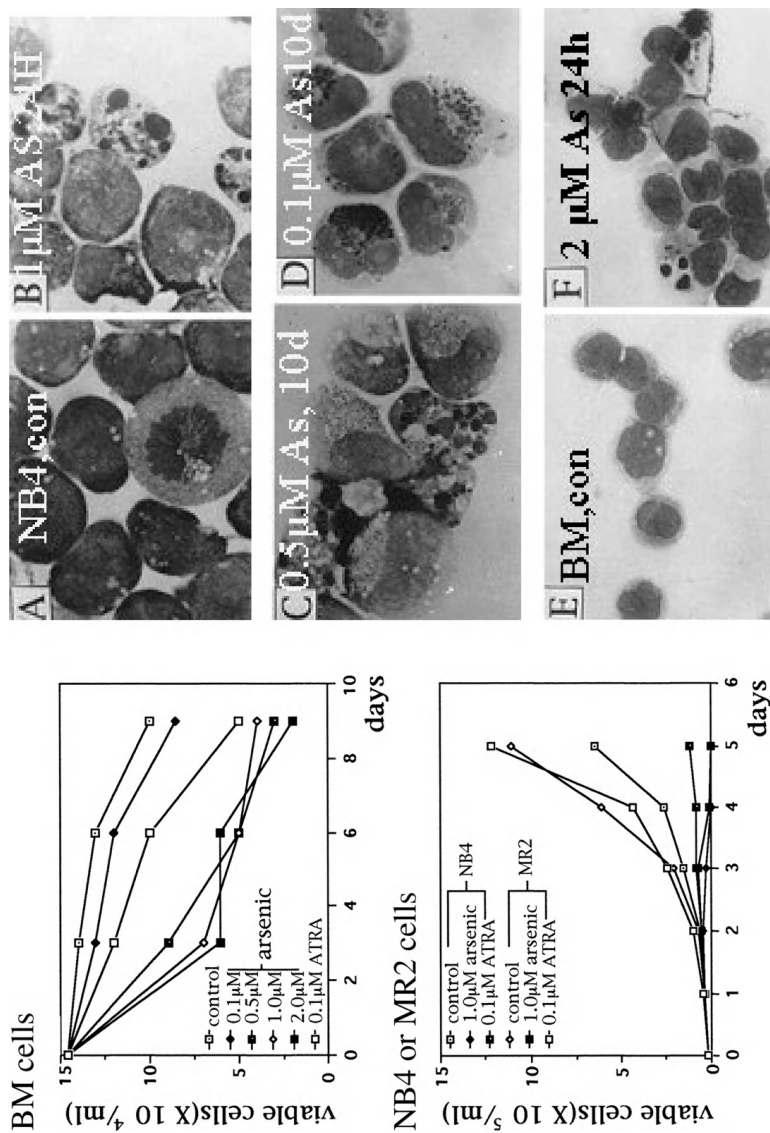 BM cells
viable cells(X 10 ⁴/ml)
15
10
5
0
control
0.1µM
0.5µM
1.0µM
2.0µM
arsenic
0.1µM ATRA
0 2 4 6 8 10
days
NB4 or MR2 cells
viable cells(X 10 ⁵/ml)
15
10
5
0
control
1.0µM arsenic
0.1µM ATRA
NB4
control
1.0µM arsenic
0.1µM ATRA
MR2
0 1 2 3 4 5 6
days
A NB4,con
B 1µM AS 24H
C 0.5µM As, 10d
D 0.1µM As10d
E BM,con
F 2 µM As 24h